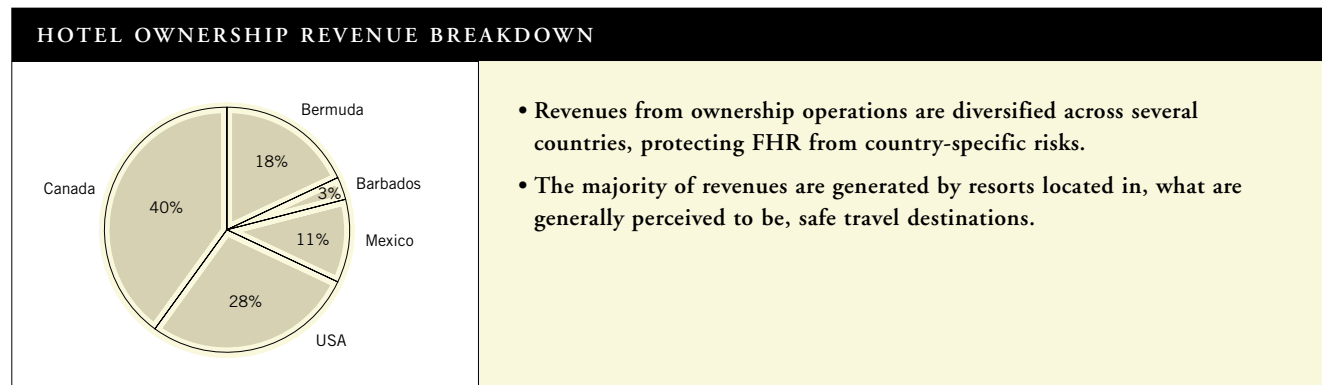 HOTEL OWNERSHIP REVENUE BREAKDOWN
Bermuda
18%
Barbados
3%
Canada
40%
Mexico
11%
28%
USA
• Revenues from ownership operations are diversified across several
countries, protecting FHR from country-specific risks.
• The majority of revenues are generated by resorts located in, what are
generally perceived to be, safe travel destinations.